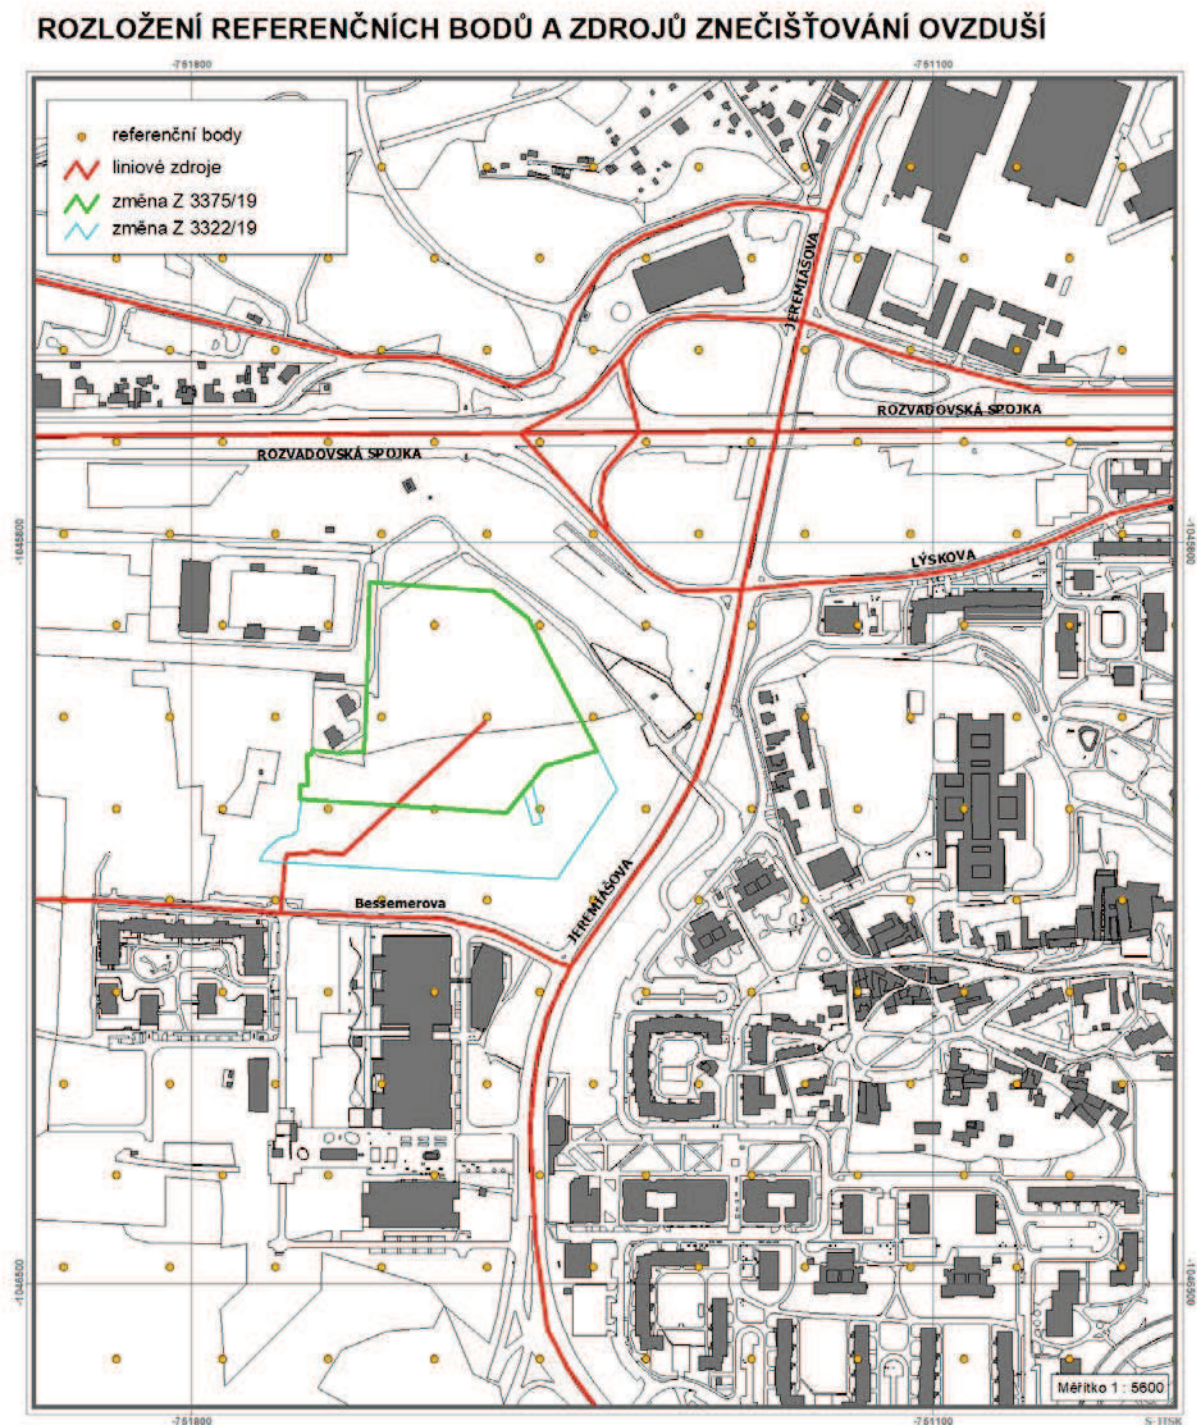 ROZLOŽENÍ REFERENČNÍCH BODŮ A ZDROJŮ ZNEČIŠŤOVÁNÍ OVZDUŠÍ
-751800
-751100
referenční body
liniové zdroje
změna Z 3375/19
změna Z 3322/19
JEREMIÁŠOVA
ROZVADOVSKÁ SPOJKA
ROZVADOVSKÁ SPOJKA
-1045800
-1045800
LÝSKOVA
JEREMIÁŠOVA
Bessemerova
-1046500
-1046500
Měřítko 1 : 5600
-751800
-751100
S-JTSK